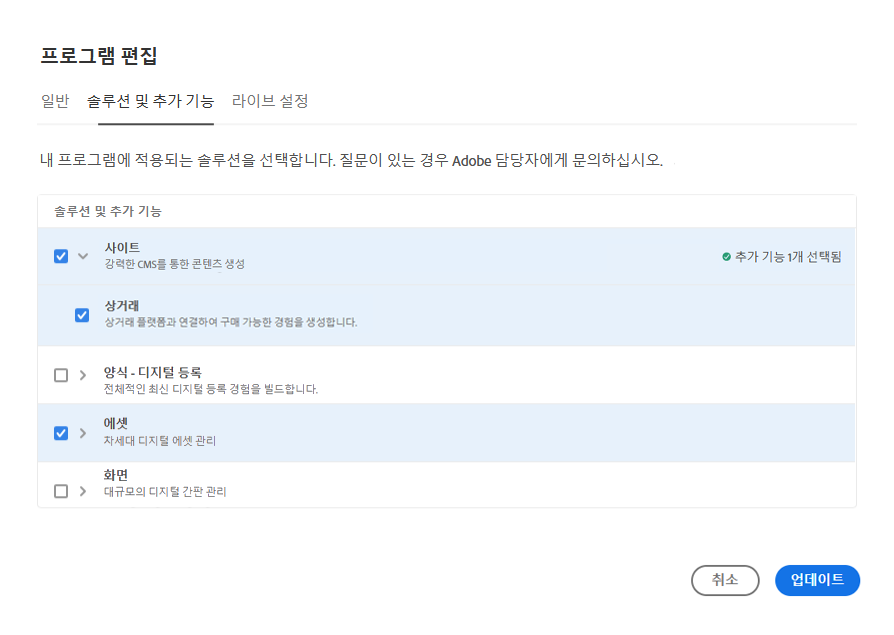 프로그램 편집
일반 솔루션 및 추가 기능 라이브 설정
내 프로그램에 적용되는 솔루션을 선택합니다. 질문이 있는 경우 Adobe 담당자에게 문의하십시오.
솔루션 및 추가 기능
사이트
강력한 CMS를 통한 콘텐츠 생성
추가 기능 1개 선택됨
상거래
상거래 플랫폼과 연결하여 구매 가능한 경험을 생성합니다.
양식 - 디지털 등록
전체적인 최신 디지털 등록 경험을 빌드합니다.
에셋
차세대 디지털 에셋 관리
화면
대규모의 디지털 간판 관리
취소 업데이트